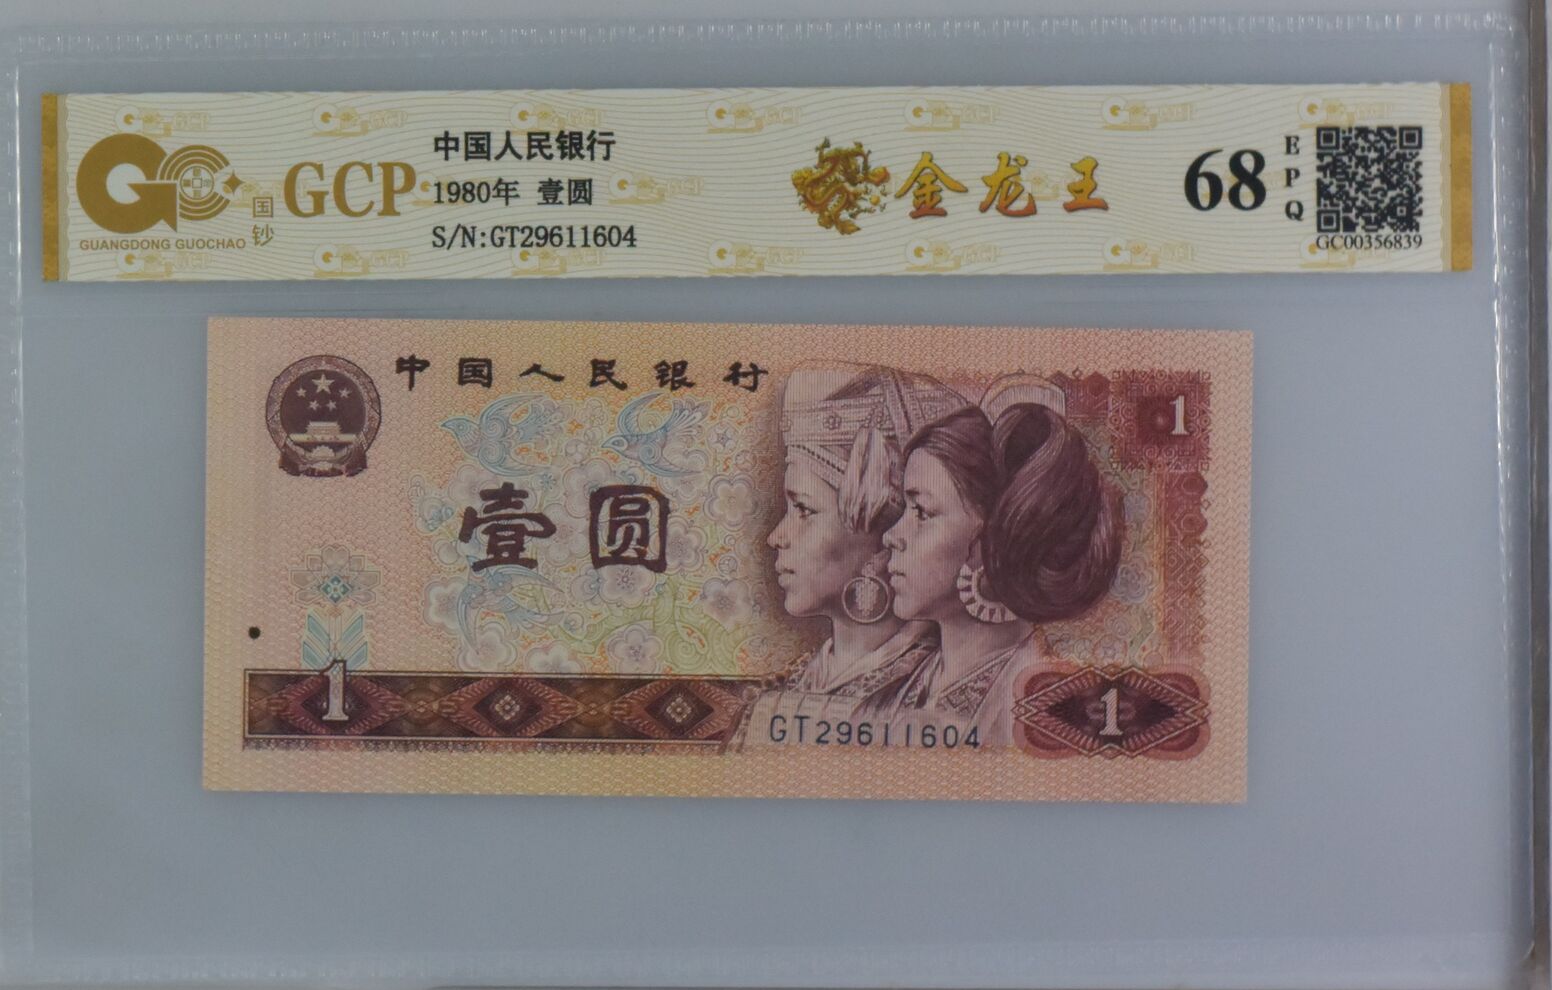 GUANGDONG GUOCHAO
国钞
GCP
中国人民银行
1980年 壹圆
S/N:GT29611604
金龙王
68
EPQ
GC00356839
中国人民银行
1
壹圆
1
GT29611604
1